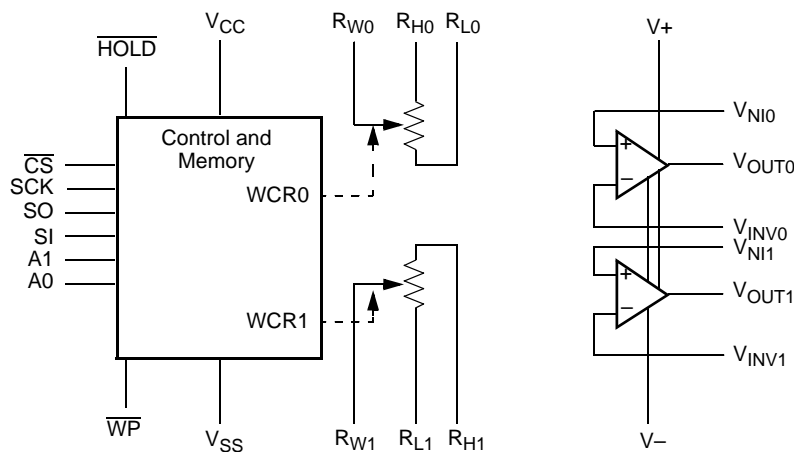 HOLD
VCC
RW0
RH0
RL0
V+
Control and
Memory
CS
SCK
SO
SI
A1
A0
WCR0
WCR1
VNI0
+
VOUT0
−
VINV0
VNI1
+
VOUT1
−
VINV1
WP
VSS
RW1
RL1
RH1
V−